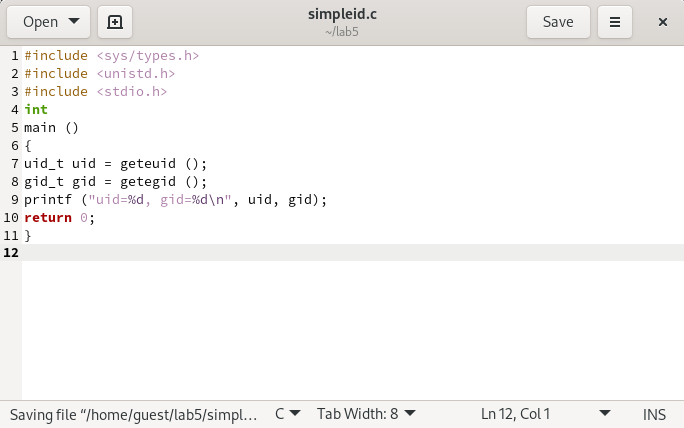 Open
simpleid.c
~/lab5
Save
1 #include <sys/types.h>
2 #include <unistd.h>
3 #include <stdio.h>
4 int
5 main ()
6 {
7 uid_t uid = geteuid ();
8 gid_t gid = getegid ();
9 printf ("uid=%d, gid=%d\n", uid, gid);
10 return 0;
11 }
12
Saving file “/home/guest/lab5/simpl… C Tab Width: 8 Ln 12, Col 1 INS